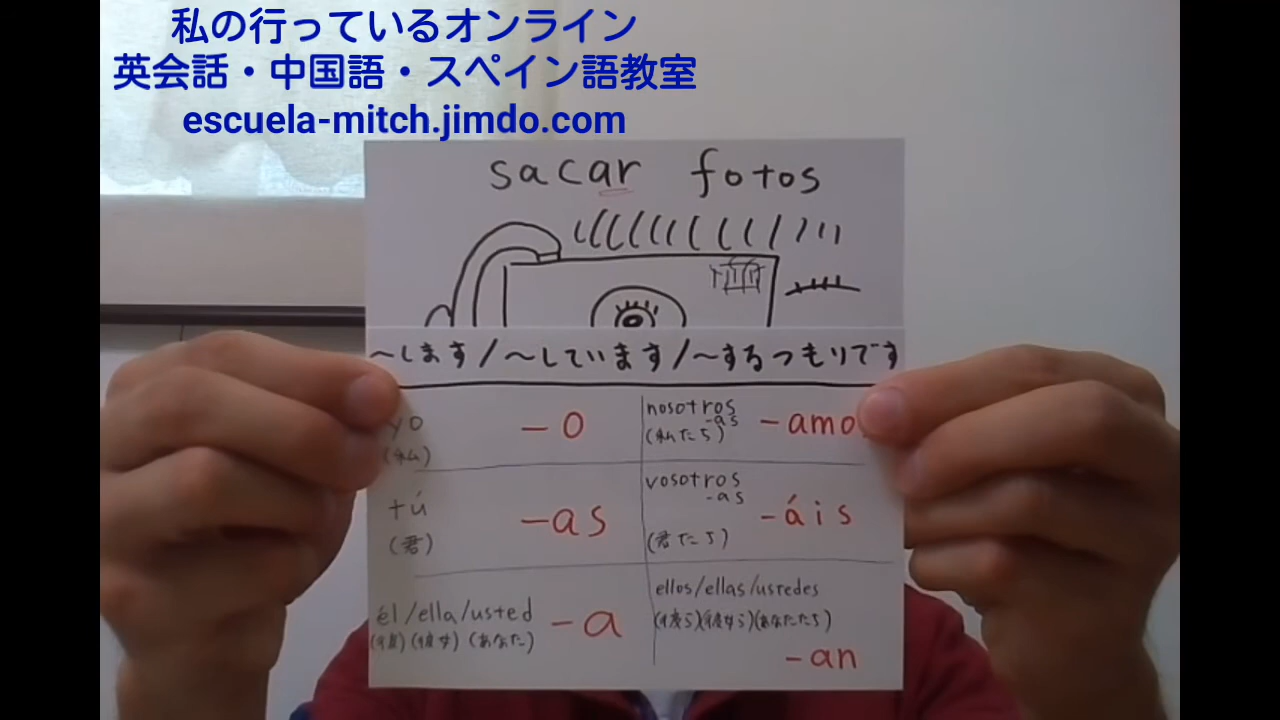 私の行っているオンライン
英会話・中国語・スペイン語教室
escuela-mitch.jimdo.com
sacar fotos
～します/～しています/～するつもりです
yo
(私)
-o
nosotros
-as
(私たち)
-amo
tú
(君)
-as
vosotros
-as
(君たち)
-áis
él/ella/usted
(彼)(彼女)(あなた)
-a
ellos/ellas/ustedes
(彼ら)(彼女ら)(あなたたち)
-an